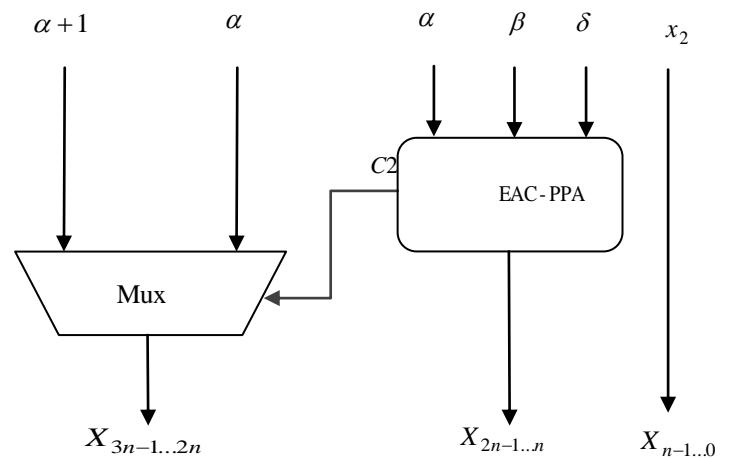 α + 1 α α β δ x₂
C2
EAC - PPA
Mux
X₃ₙ₋₁...₂ₙ X₂ₙ₋₁...ₙ Xₙ₋₁...₀